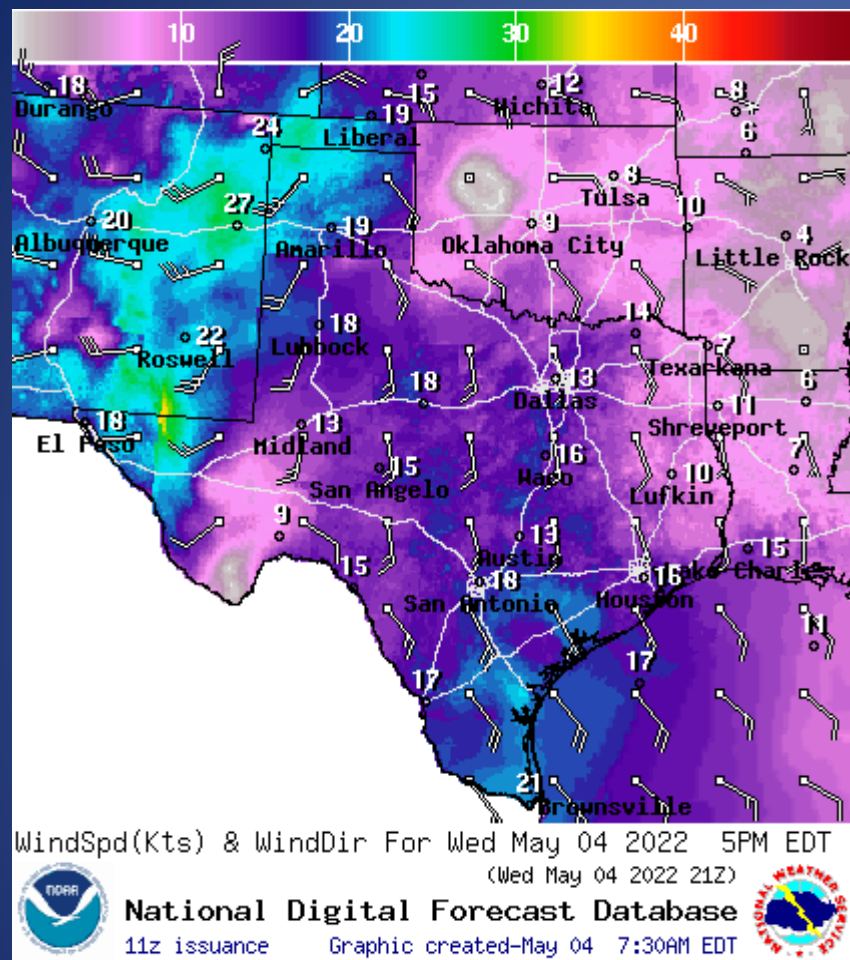 10 20 30 40
18 15 12 8
Durango Wichita
19
Liberal
24 6
8
Tulsa
20 27 19 9 10 4
Albuquerque Amarillo Oklahoma City Little Rock
22 18 14
Roswell Lubbock 7
Texarkana
18 13 6
Dallas 11
18 13 Shreveport
El Paso Midland
15 16 10 7
San Angelo Waco Lufkin
9 13 15
Austin Lake Charles
15 18 16
San Antonio Houston
11
17 17
21
Brownsville
WindSpd(Kts) & WindDir For Wed May 04 2022 5PM EDT
(Wed May 04 2022 21Z)
noaa
National Digital Forecast Database
11z issuance Graphic created-May 04 7:30AM EDT
NATIONAL WEATHER SERVICE